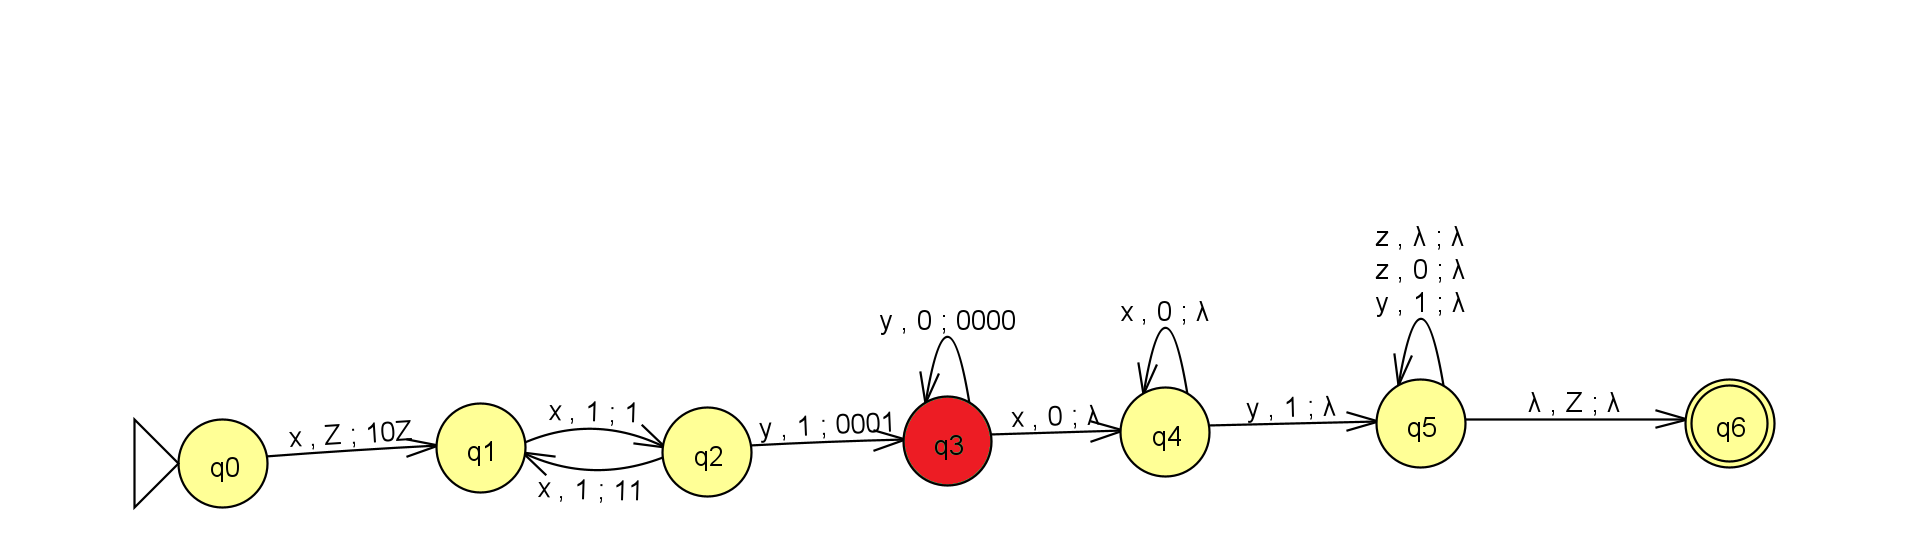 z , λ ; λ
z , 0 ; λ
y , 1 ; λ
x , 0 ; λ
y , 0 ; 0000
λ , Z ; λ
y , 1 ; λ
x , 1 ; 1
x , 0 ; λ
y , 1 ; 0001
x , Z ; 10Z
q0
q1
q2
q3
q4
q5
q6
x , 1 ; 11